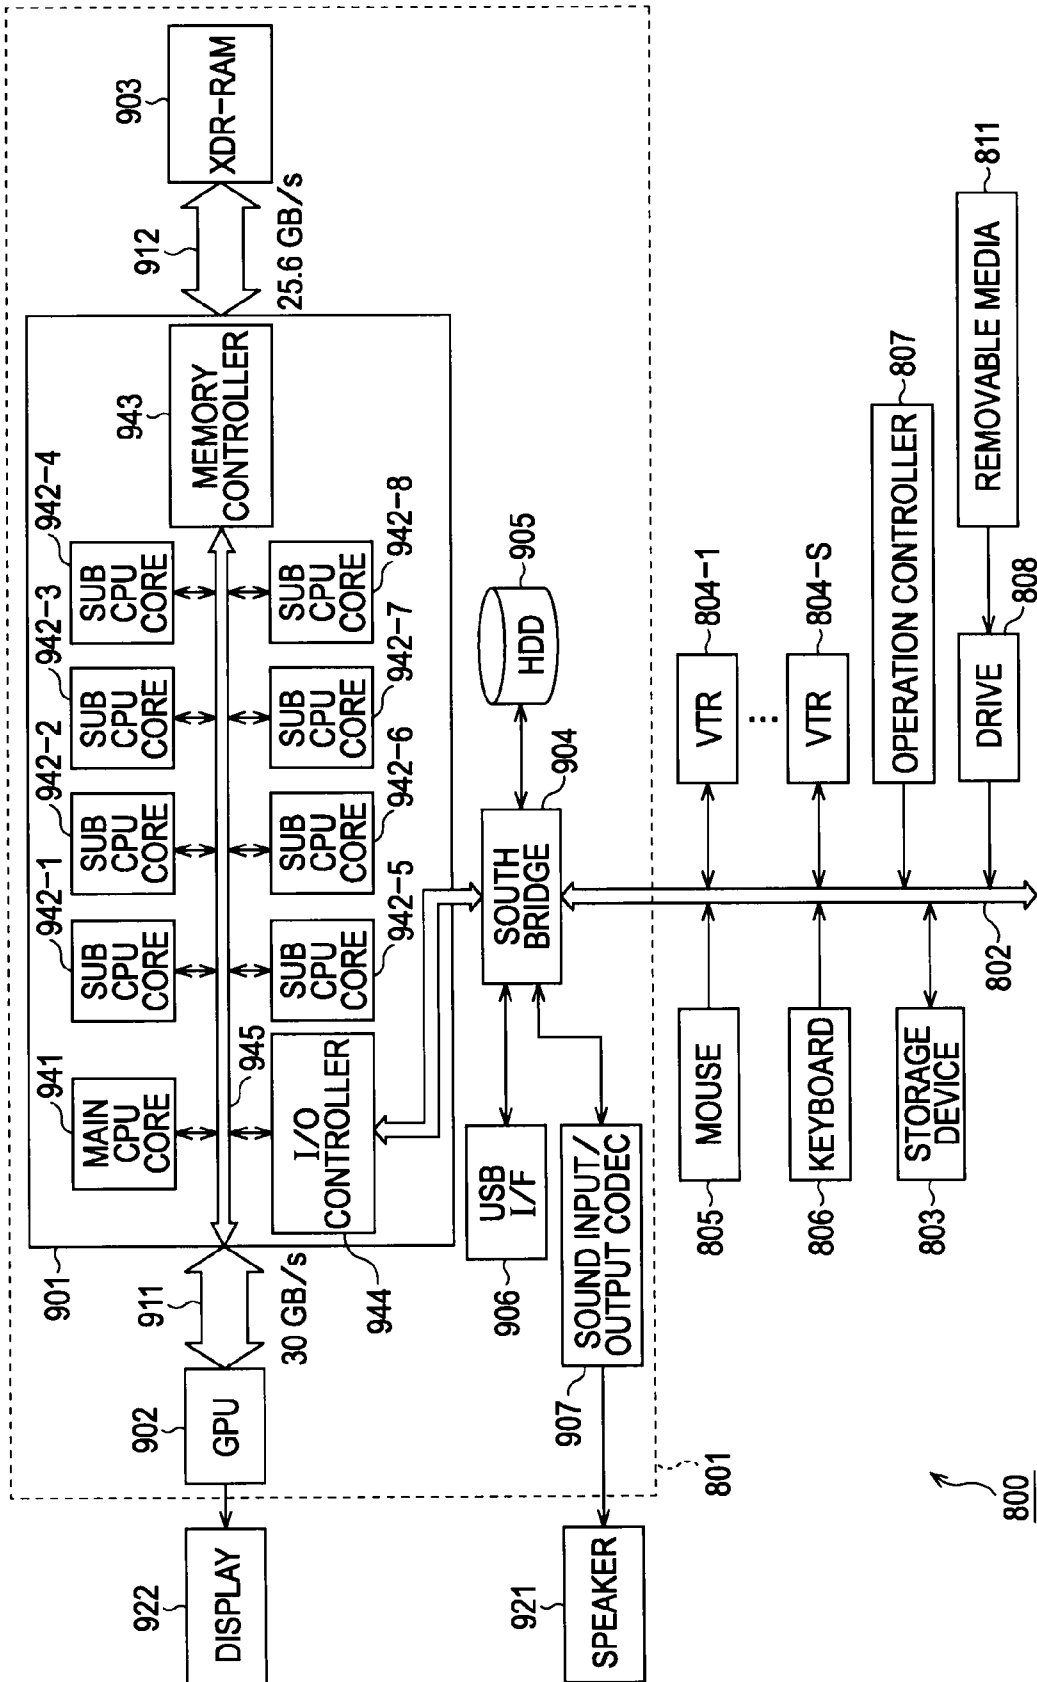 801
901
941
MAIN
CPU
CORE
942-1
SUB
CPU
CORE
942-2
SUB
CPU
CORE
942-3
SUB
CPU
CORE
942-4
SUB
CPU
CORE
903
XDR-RAM
902
GPU
911
30 GB/s
945
943
MEMORY
CONTROLLER
912
25.6 GB/s
922
DISPLAY
944
I/O
CONTROLLER
SUB
CPU
CORE
942-5
SUB
CPU
CORE
942-6
SUB
CPU
CORE
942-7
SUB
CPU
CORE
942-8
906
USB
I/F
SOUTH
BRIDGE
904
HDD
905
921
SPEAKER
907
SOUND INPUT/
OUTPUT CODEC
805
MOUSE
VTR
804-1
...
806
KEYBOARD
VTR
804-S
803
STORAGE
DEVICE
802
OPERATION CONTROLLER
807
DRIVE
808
REMOVABLE MEDIA
811
800